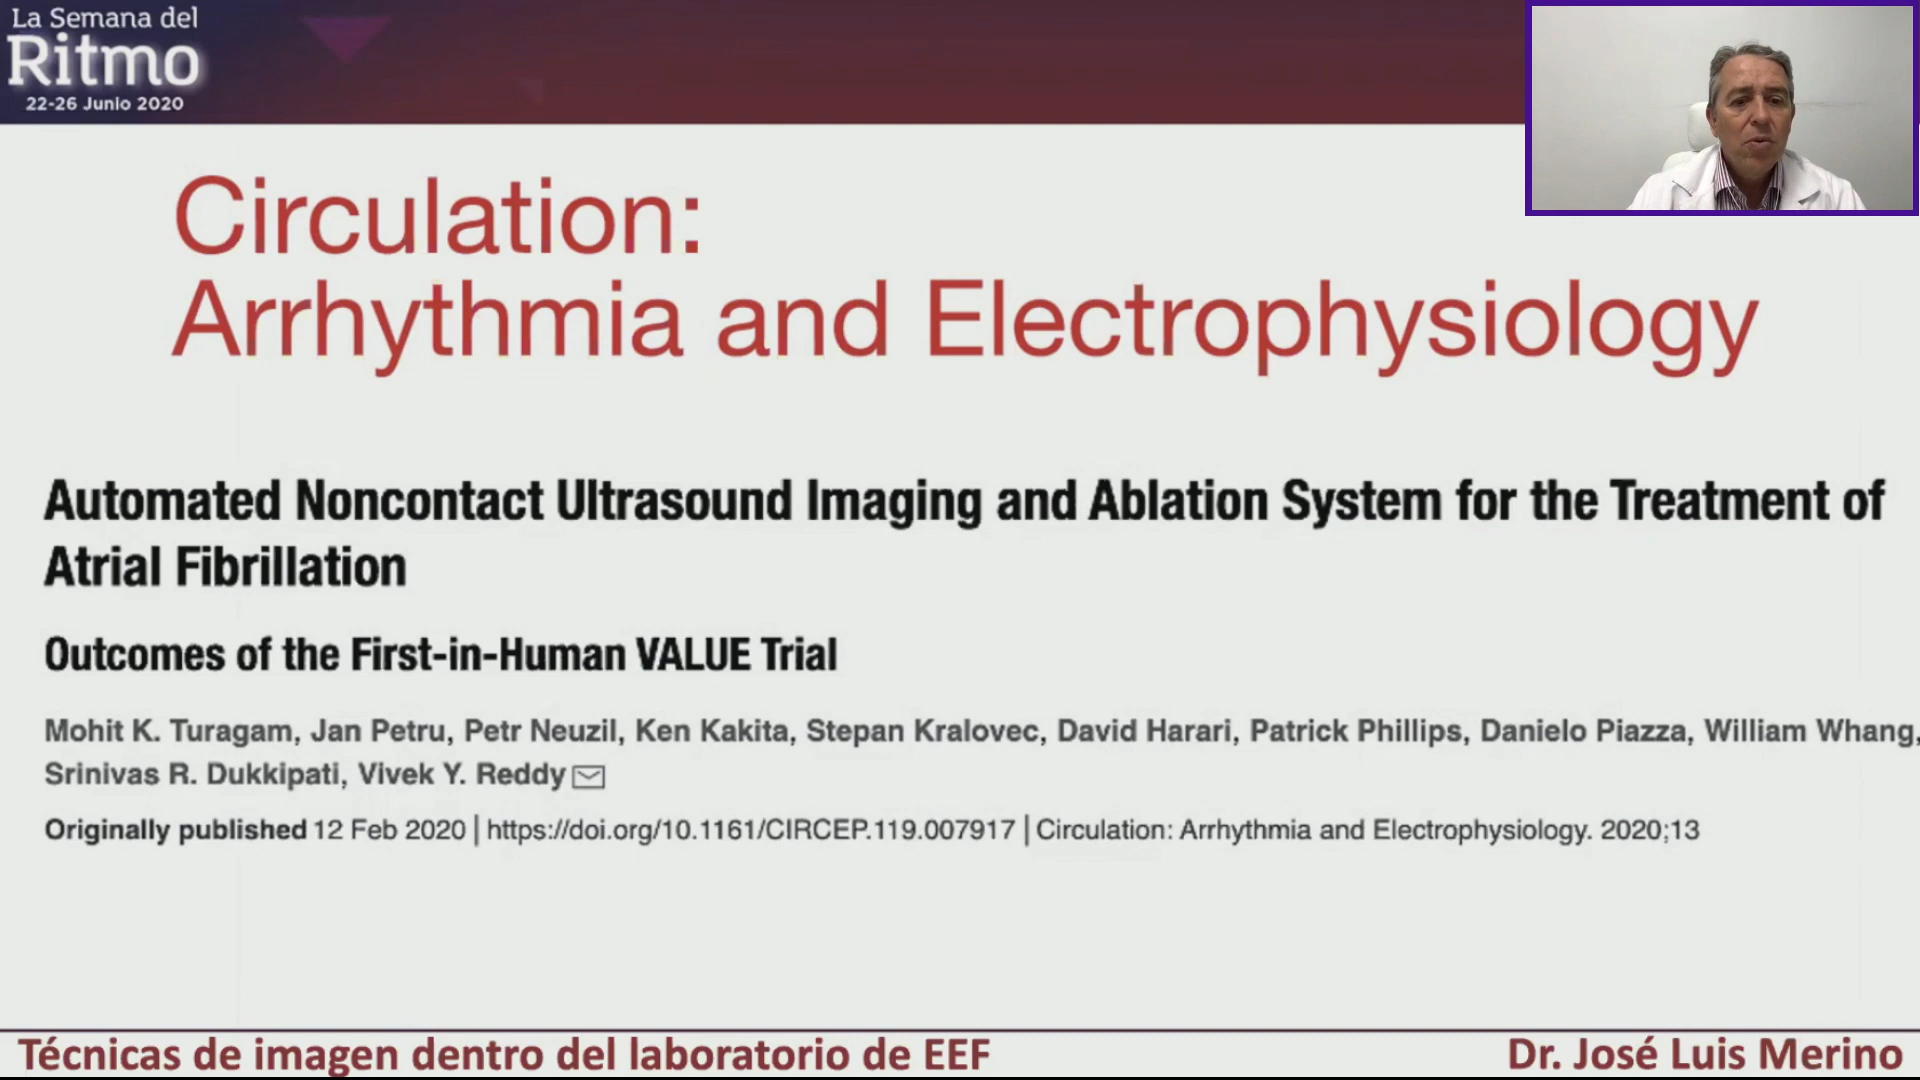 La Semana del
Ritmo
22-26 Junio 2020
Circulation:
Arrhythmia and Electrophysiology
Automated Noncontact Ultrasound Imaging and Ablation System for the Treatment of
Atrial Fibrillation
Outcomes of the First-in-Human VALUE Trial
Mohit K. Turagam, Jan Petru, Petr Neuzil, Ken Kakita, Stepan Kralovec, David Harari, Patrick Phillips, Danielo Piazza, William Whang,
Srinivas R. Dukkipati, Vivek Y. Reddy
Originally published 12 Feb 2020 | https://doi.org/10.1161/CIRCEP.119.007917 | Circulation: Arrhythmia and Electrophysiology. 2020;13
Técnicas de imagen dentro del laboratorio de EEF
Dr. José Luis Merino